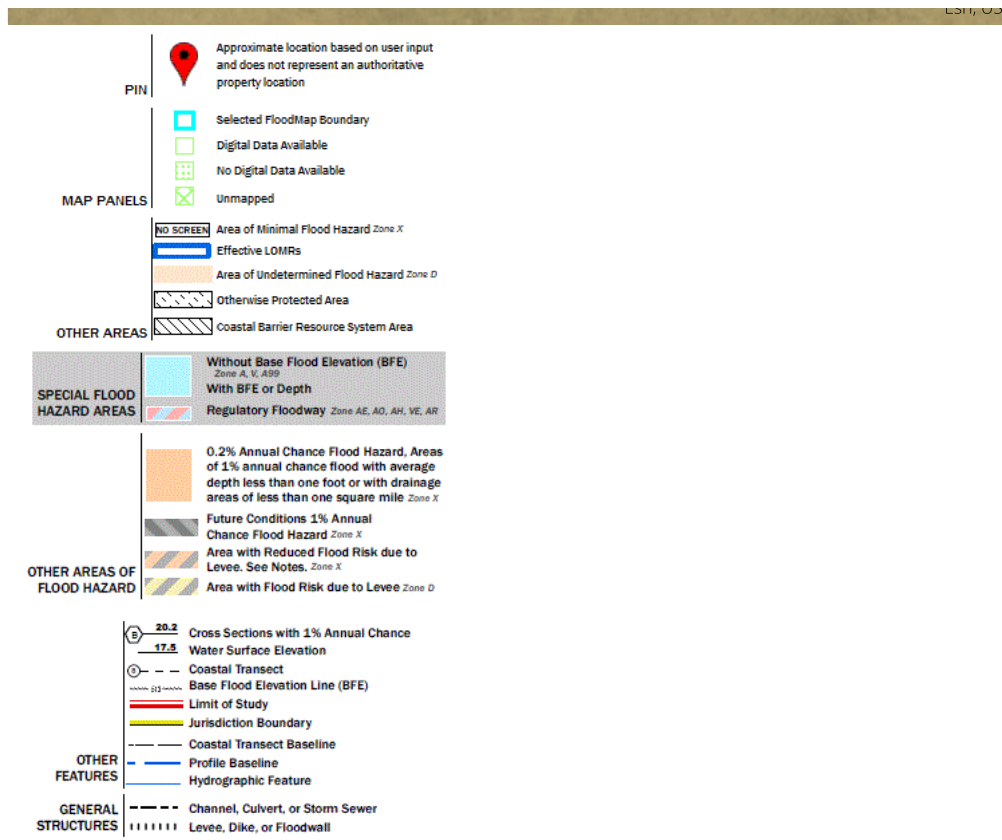 PIN
Approximate location based on user input
and does not represent an authoritative
property location
MAP PANELS
Selected FloodMap Boundary
Digital Data Available
No Digital Data Available
Unmapped
OTHER AREAS
NO SCREEN Area of Minimal Flood Hazard Zone X
Effective LOMRs
Area of Undetermined Flood Hazard Zone D
Otherwise Protected Area
Coastal Barrier Resource System Area
SPECIAL FLOOD
HAZARD AREAS
Without Base Flood Elevation (BFE)
Zone A, V, A99
With BFE or Depth
Regulatory Floodway Zone AE, AO, AH, VE, AR
OTHER AREAS OF
FLOOD HAZARD
0.2% Annual Chance Flood Hazard, Areas
of 1% annual chance flood with average
depth less than one foot or with drainage
areas of less than one square mile Zone X
Future Conditions 1% Annual
Chance Flood Hazard Zone X
Area with Reduced Flood Risk due to
Levee. See Notes. Zone X
Area with Flood Risk due to Levee Zone D
OTHER
FEATURES
B 20.2 Cross Sections with 1% Annual Chance
17.5 Water Surface Elevation
8 Coastal Transect
513 Base Flood Elevation Line (BFE)
Limit of Study
Jurisdiction Boundary
Coastal Transect Baseline
Profile Baseline
Hydrographic Feature
GENERAL
STRUCTURES
Channel, Culvert, or Storm Sewer
Levee, Dike, or Floodwall